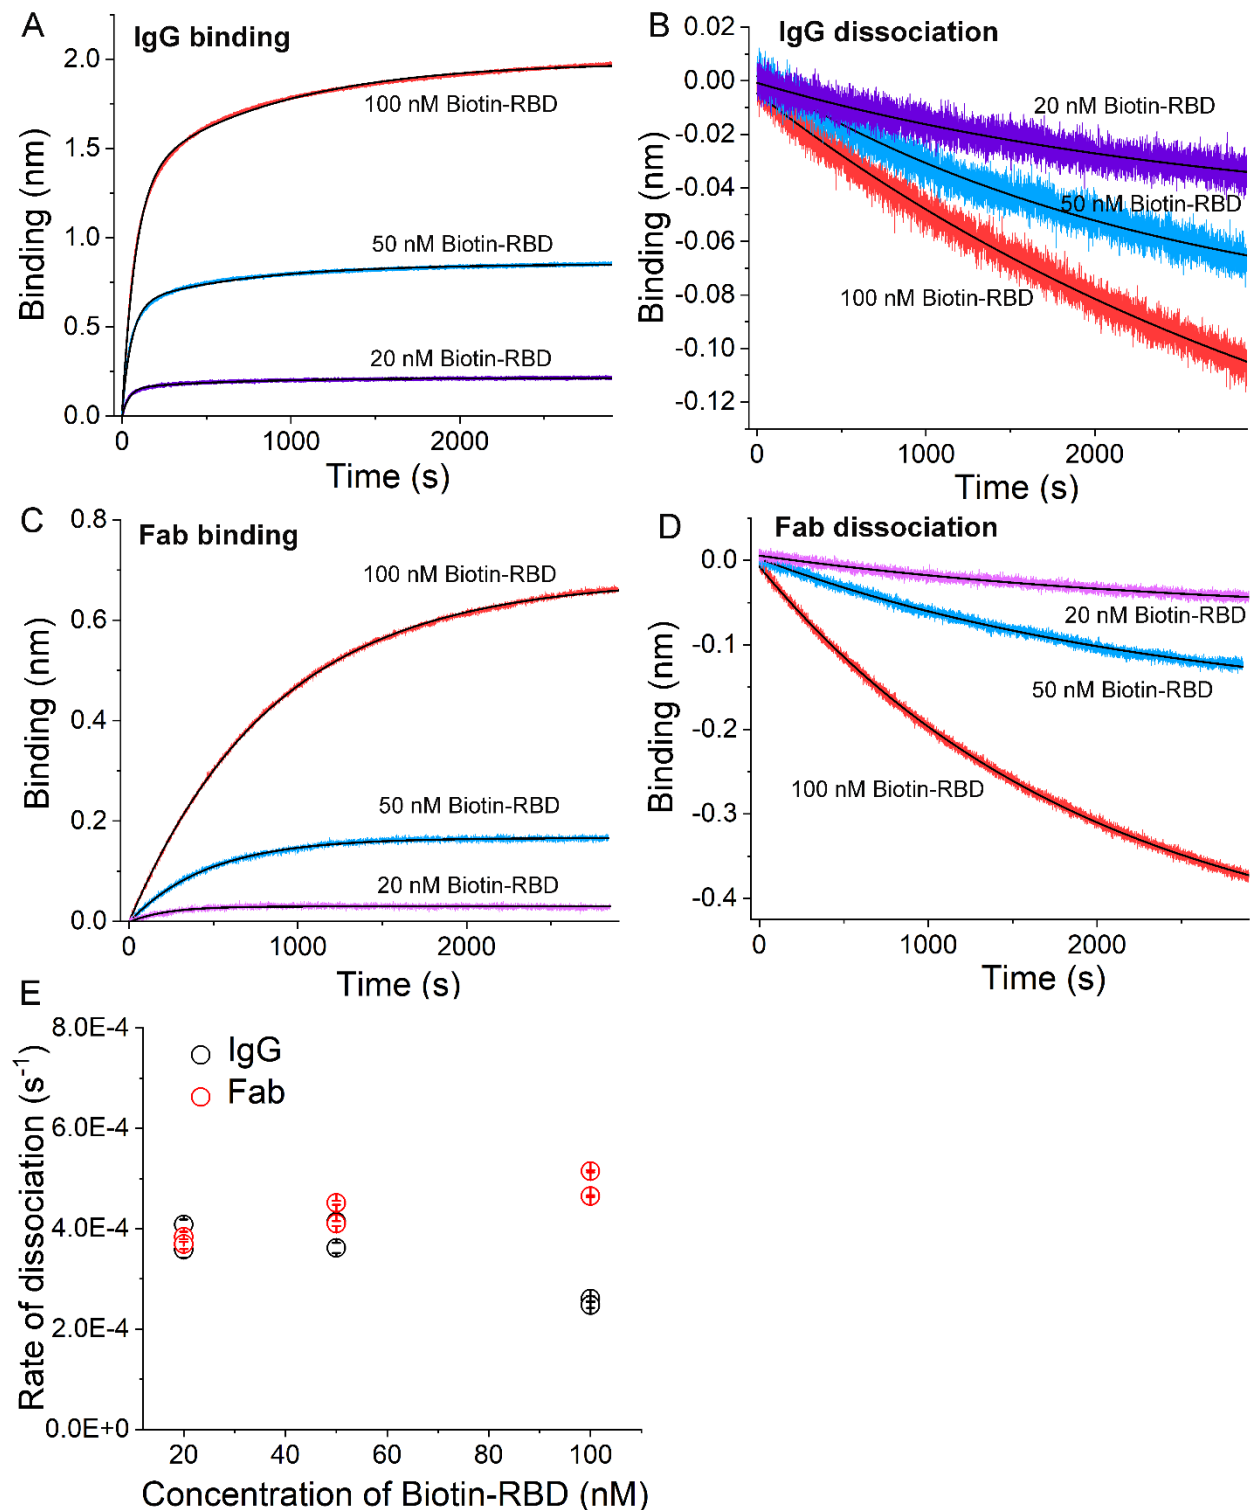 A
IgG binding
2.0
1.5
1.0
0.5
0.0
Binding (nm)
100 nM Biotin-RBD
50 nM Biotin-RBD
20 nM Biotin-RBD
0
1000
2000
Time (s)
B
IgG dissociation
0.02
0.00
-0.02
-0.04
-0.06
-0.08
-0.10
-0.12
Binding (nm)
20 nM Biotin-RBD
50 nM Biotin-RBD
100 nM Biotin-RBD
0
1000
2000
Time (s)
C
Fab binding
0.8
0.6
0.4
0.2
0.0
Binding (nm)
100 nM Biotin-RBD
50 nM Biotin-RBD
20 nM Biotin-RBD
0
1000
2000
Time (s)
D
Fab dissociation
0.0
-0.1
-0.2
-0.3
-0.4
Binding (nm)
20 nM Biotin-RBD
50 nM Biotin-RBD
100 nM Biotin-RBD
0
1000
2000
Time (s)
E
8.0E-4
6.0E-4
4.0E-4
2.0E-4
0.0E+0
Rate of dissociation (s⁻¹)
IgG
Fab
20
40
60
80
100
Concentration of Biotin-RBD (nM)